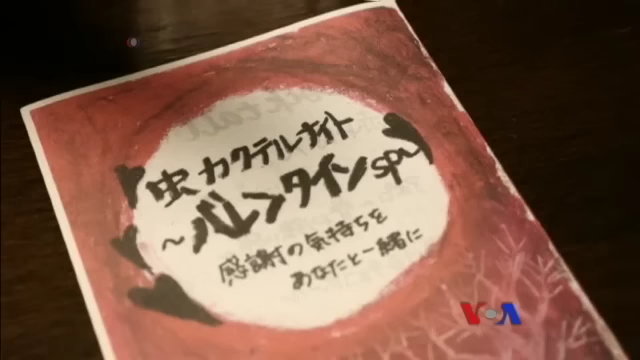 虫カクテルナイト
～バレンタインsp～
感謝の気持ちを
あなたと一緒に
VOA